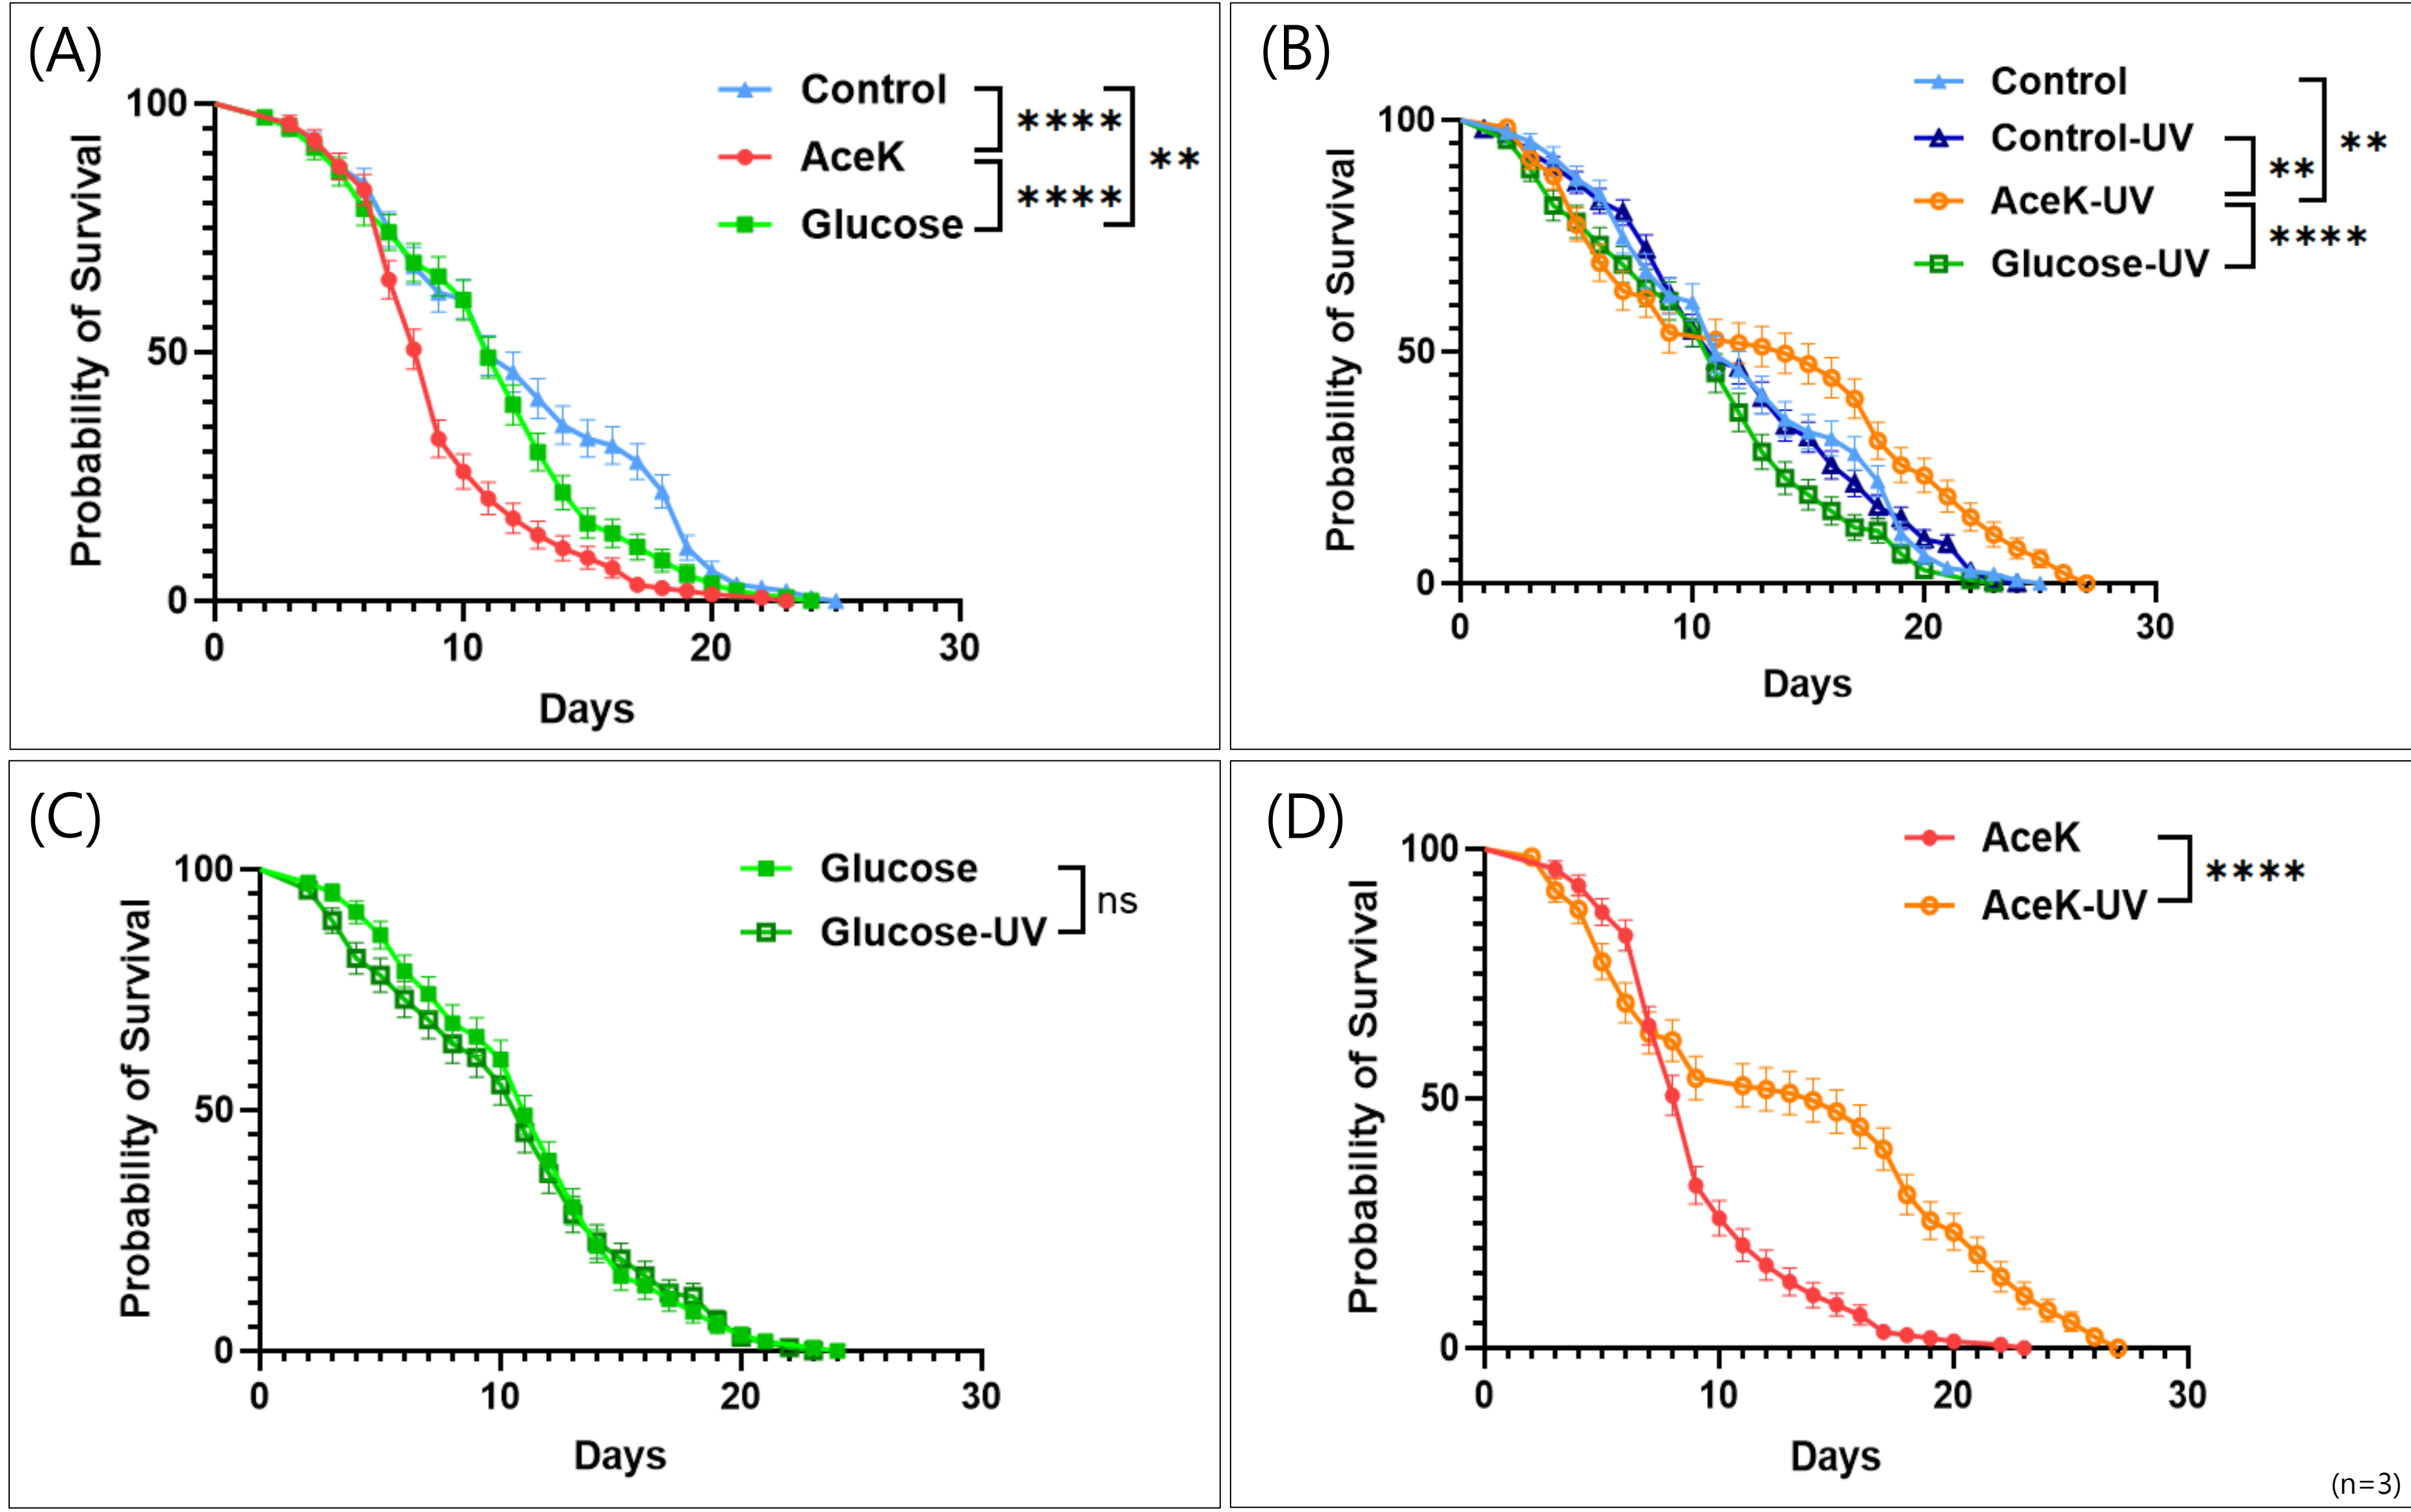 (A)
Probability of Survival
100
50
0
0 10 20 30
Days
Control
AceK
Glucose
****
****
**
(B)
Probability of Survival
100
50
0
0 10 20 30
Days
Control
Control-UV
AceK-UV
Glucose-UV
**
**
****
(C)
Probability of Survival
100
50
0
0 10 20 30
Days
Glucose
Glucose-UV
ns
(D)
Probability of Survival
100
50
0
0 10 20 30
Days
AceK
AceK-UV
****
(n=3)